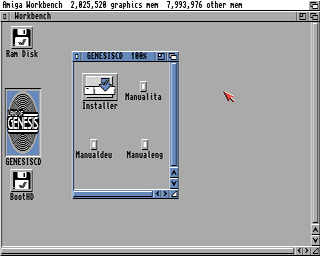 Amiga Workbench 2,025,520 graphics mem 7,993,976 other mem
Workbench
Ram Disk
GENESISCD 100%
Installer
Manualita
GENESIS
GENESISCD
Manualdeu
Manualeng
BootHD